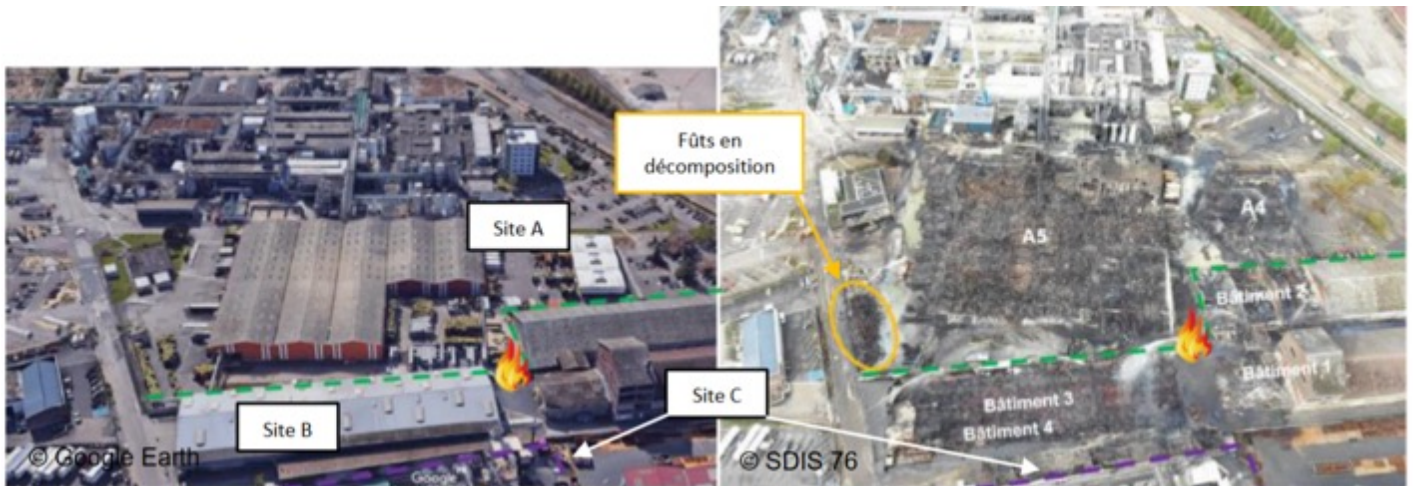 Fûts en
décomposition
Site A
A4
A5
Bâtiment 2
Bâtiment 1
Site C
Bâtiment 3
Site B
Bâtiment 4
© Google Earth
Google
© SDIS 76